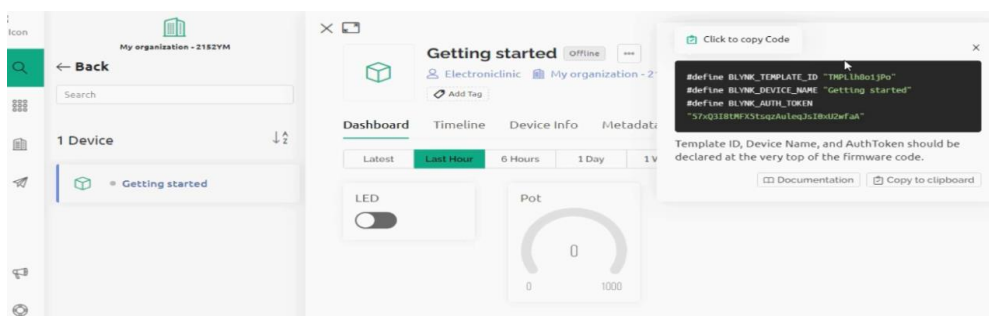 Icon
My organization - 2152YM
← Back
Search
1 Device
Getting started
Getting started Offline
Electroniclinic My organization - 2
Add Tag
Dashboard Timeline Device Info Metadata
Latest Last Hour 6 Hours 1 Day 1
LED
Pot
0
0 1000
Click to copy Code
#define BLYNK_TEMPLATE_ID "TMPLlh8o1jPo"
#define BLYNK_DEVICE_NAME "Getting started"
#define BLYNK_AUTH_TOKEN
Template ID, Device Name, and AuthToken should be
declared at the very top of the firmware code.
Documentation Copy to clipboard